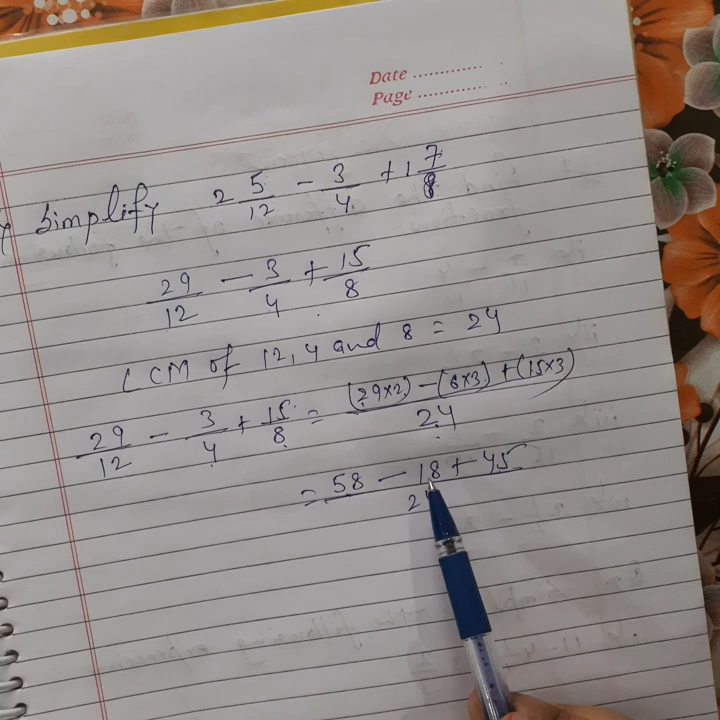 Date ..............
Page ..............
Simplify 2 5/12 - 3/4 + 1 7/8
29/12 - 3/4 + 15/8
LCM of 12, 4 and 8 = 24
29/12 - 3/4 + 15/8 = (29×2) - (6×3) + (15×3) / 24
= 58 - 18 + 45 / 2